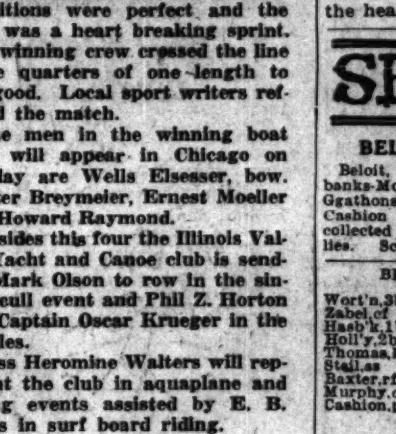 itions were perfect and the
was a heart breaking sprint.
winning crew crossed the line
e quarters of one length to
good. Local sport writers ref-
d the match.
e men in the winning boat
will appear in Chicago on
day are Wells Elsesser, bow.
er Breymeier, Ernest Moeller
Howard Raymond.
sides this four the Illinois Val-
Yacht and Canoe club is send-
Mark Olson to row in the sin-
cull event and Phil Z. Horton
Captain Oscar Krueger in the
les.
ss Heromine Walters will rep-
nt the club in aquaplane and
g events assisted by E. B.
s in surf board riding.
the hea
BEL
Beloit,
banks-Mo
Ggathons
Cashion
collected
lies. Sc
Wort'n,3
Zabel,cf
Hasb'k,1
Holl'y,2b
Thomas,l
Stall,ss
Baxter,rf
Murphy,c
Cashion,p